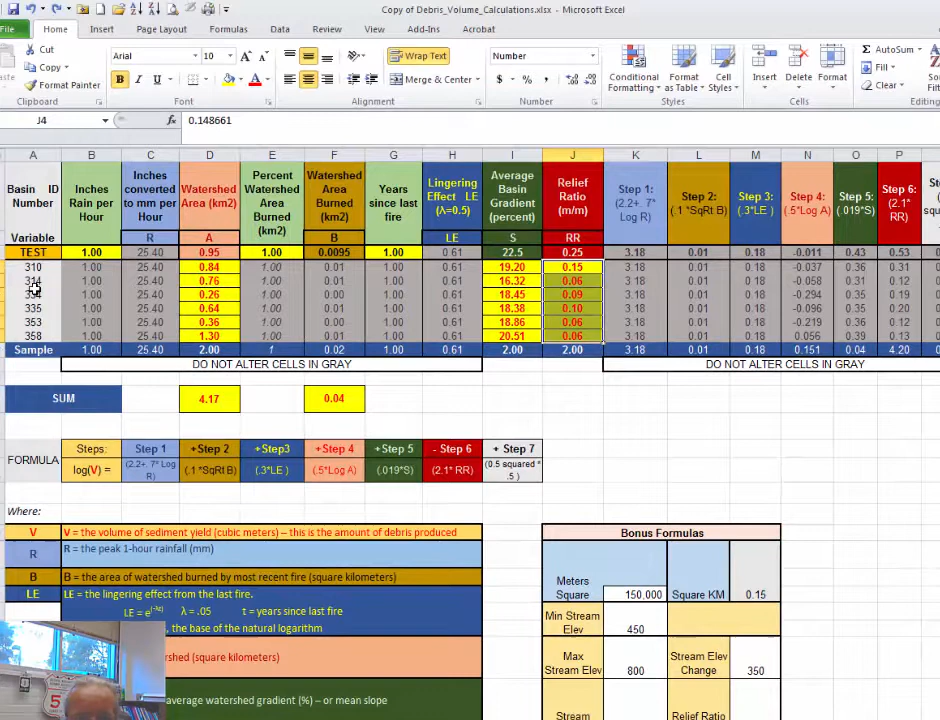 Copy of Debris_Volume_Calculations.xlsx - Microsoft Excel
File Home Insert Page Layout Formulas Data Review View Add-Ins Acrobat
Cut Arial 10 Wrap Text Number AutoSum
Copy Fill
Format Painter B I U Merge & Center $ % , Conditional Formatting Format as Table Cell Styles Insert Delete Format Clear
Clipboard Font Alignment Number Styles Cells
J4 fx 0.148661
A B C D E F G H I J K L M N O P
Basin ID Number Inches Rain per Hour Inches converted to mm per Hour Watershed Area (km2) Percent Watershed Area Burned (km2) Watershed Area Burned (km2) Years since last fire Lingering Effect LE (λ=0.5) Average Basin Gradient (percent) Relief Ratio (m/m) Step 1: (2.2+. 7* Log R) Step 2: (.1 *SqRt B) Step 3: (.3*LE ) Step 4: (.5*Log A) Step 5: (.019*S) Step 6: (2.1* RR)
Variable R A B LE S RR
TEST 1.00 25.40 0.95 1.00 0.0095 1.00 0.61 22.5 0.25 3.18 0.01 0.18 -0.011 0.43 0.53
310 1.00 25.40 0.84 1.00 0.01 1.00 0.61 19.20 0.15 3.18 0.01 0.18 -0.037 0.36 0.31
1.00 25.40 0.76 1.00 0.01 1.00 0.61 16.32 0.06 3.18 0.01 0.18 -0.058 0.31 0.12
1.00 25.40 0.26 1.00 0.01 1.00 0.61 18.45 0.09 3.18 0.01 0.18 -0.294 0.35 0.19
335 1.00 25.40 0.64 1.00 0.01 1.00 0.61 18.38 0.10 3.18 0.01 0.18 -0.096 0.35 0.20
353 1.00 25.40 0.36 1.00 0.01 1.00 0.61 18.86 0.06 3.18 0.01 0.18 -0.219 0.36 0.12
358 1.00 25.40 1.30 1.00 0.01 1.00 0.61 20.51 0.06 3.18 0.01 0.18 0.056 0.39 0.13
Sample 1.00 25.40 2.00 1 0.02 1.00 0.61 2.00 2.00 3.18 0.01 0.18 0.151 0.04 4.20
DO NOT ALTER CELLS IN GRAY DO NOT ALTER CELLS IN GRAY
SUM 4.17 0.04
FORMULA Steps: Step 1 +Step 2 +Step3 +Step 4 +Step 5 - Step 6 + Step 7
log(V) = (2.2+. 7* Log R) (.1 *SqRt B) (.3*LE ) (.5*Log A) (.019*S) (2.1* RR) (0.5 squared * .5 )
Where:
V V = the volume of sediment yield (cubic meters) – this is the amount of debris produced
R R = the peak 1-hour rainfall (mm)
B B = the area of watershed burned by most recent fire (square kilometers)
LE LE = the lingering effect from the last fire.
LE = e(-λt) λ = .05 t = years since last fire
, the base of the natural logarithm
shed (square kilometers)
average watershed gradient (%) – or mean slope
Bonus Formulas
Meters Square 150,000 Square KM 0.15
Min Stream Elev 450
Max Stream Elev 800 Stream Elev Change 350
Stream Relief Ratio
5